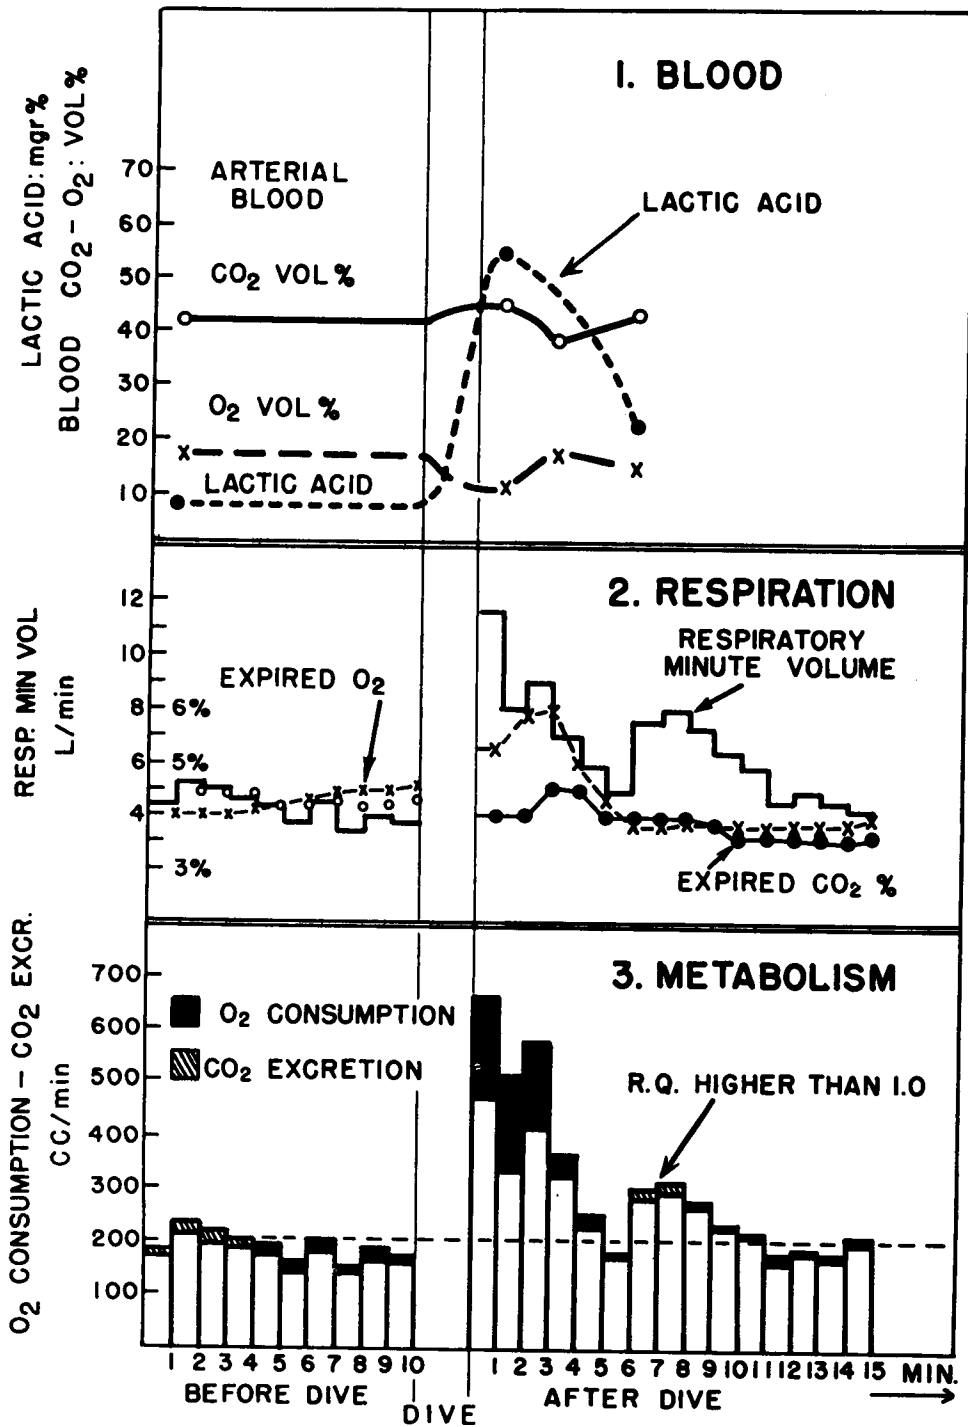 1. BLOOD
LACTIC ACID: mgr %
BLOOD CO2 - O2: VOL %
70
60
50
40
30
20
10
ARTERIAL
BLOOD
LACTIC ACID
CO2 VOL %
O2 VOL %
LACTIC ACID
2. RESPIRATION
RESP. MIN VOL
L/min
12
10
8
6
4
6%
5%
3%
EXPIRED O2
RESPIRATORY
MINUTE VOLUME
EXPIRED CO2 %
3. METABOLISM
O2 CONSUMPTION - CO2 EXCR.
CC/min
700
600
500
400
300
200
100
O2 CONSUMPTION
CO2 EXCRETION
R.Q. HIGHER THAN 1.0
1 2 3 4 5 6 7 8 9 10 1 2 3 4 5 6 7 8 9 10 11 12 13 14 15 MIN.
BEFORE DIVE
DIVE
AFTER DIVE